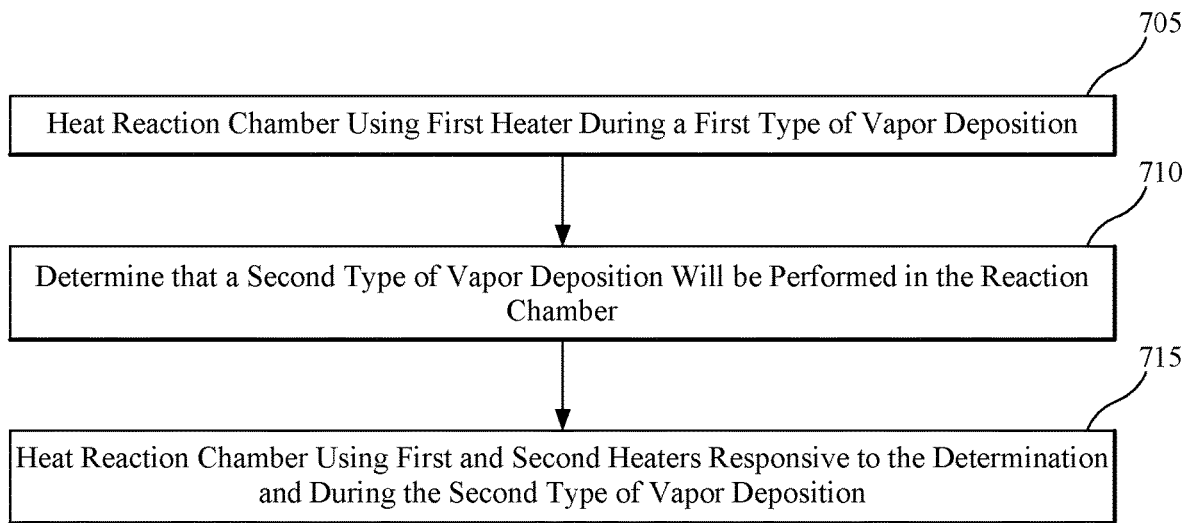 705
Heat Reaction Chamber Using First Heater During a First Type of Vapor Deposition
710
Determine that a Second Type of Vapor Deposition Will be Performed in the Reaction
Chamber
715
Heat Reaction Chamber Using First and Second Heaters Responsive to the Determination
and During the Second Type of Vapor Deposition